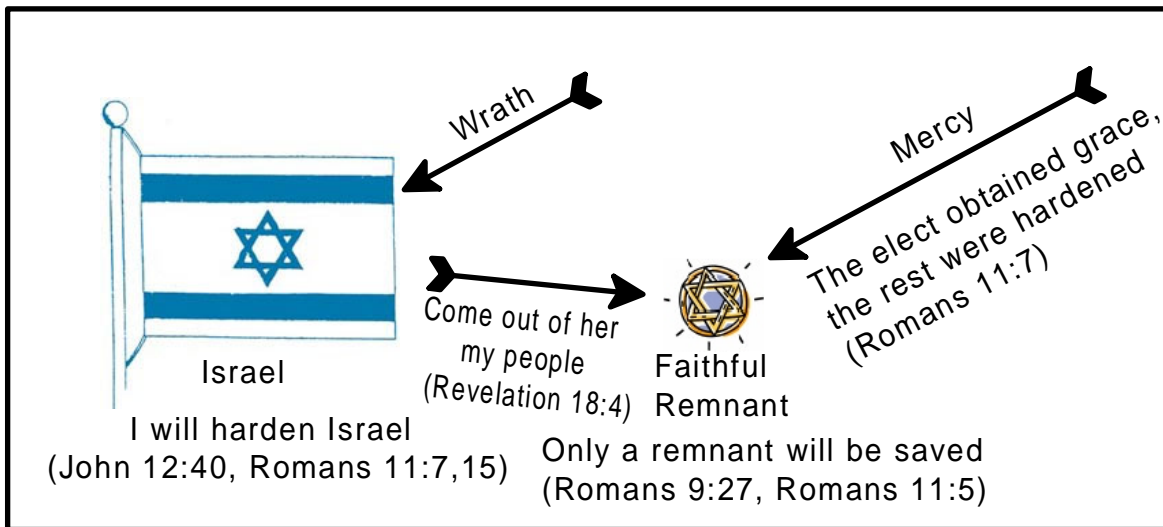 Wrath
Mercy
The elect obtained grace,
the rest were hardened
(Romans 11:7)
Come out of her
my people
(Revelation 18:4)
Israel
Faithful
Remnant
I will harden Israel
(John 12:40, Romans 11:7,15)
Only a remnant will be saved
(Romans 9:27, Romans 11:5)